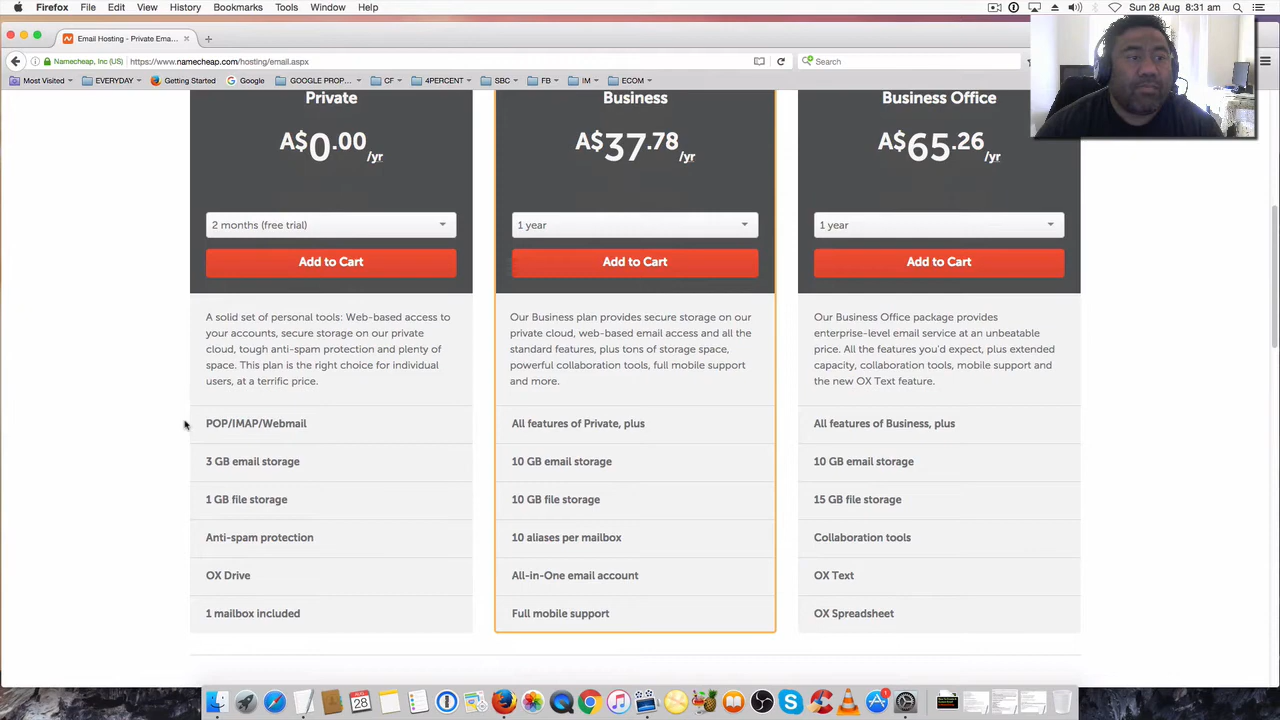 Firefox File Edit View History Bookmarks Tools Window Help
Sun 28 Aug 8:31 am
Email Hosting - Private Ema...
Namecheap, Inc (US)
https://www.namecheap.com/hosting/email.aspx
Search
Most Visited
EVERYDAY
Getting Started
Google
GOOGLE PROP...
CF
4PERCENT
SBC
FB
IM
ECOM
Private
A$0.00/yr
2 months (free trial)
Add to Cart
A solid set of personal tools: Web-based access to
your accounts, secure storage on our private
cloud, tough anti-spam protection and plenty of
space. This plan is the right choice for individual
users, at a terrific price.
POP/IMAP/Webmail
3 GB email storage
1 GB file storage
Anti-spam protection
OX Drive
1 mailbox included
Business
A$37.78/yr
1 year
Add to Cart
Our Business plan provides secure storage on our
private cloud, web-based email access and all the
standard features, plus tons of storage space,
powerful collaboration tools, full mobile support
and more.
All features of Private, plus
10 GB email storage
10 GB file storage
10 aliases per mailbox
All-in-One email account
Full mobile support
Business Office
A$65.26/yr
1 year
Add to Cart
Our Business Office package provides
enterprise-level email service at an unbeatable
price. All the features you'd expect, plus extended
capacity, collaboration tools, mobile support and
the new OX Text feature.
All features of Business, plus
10 GB email storage
15 GB file storage
Collaboration tools
OX Text
OX Spreadsheet
AUG
28